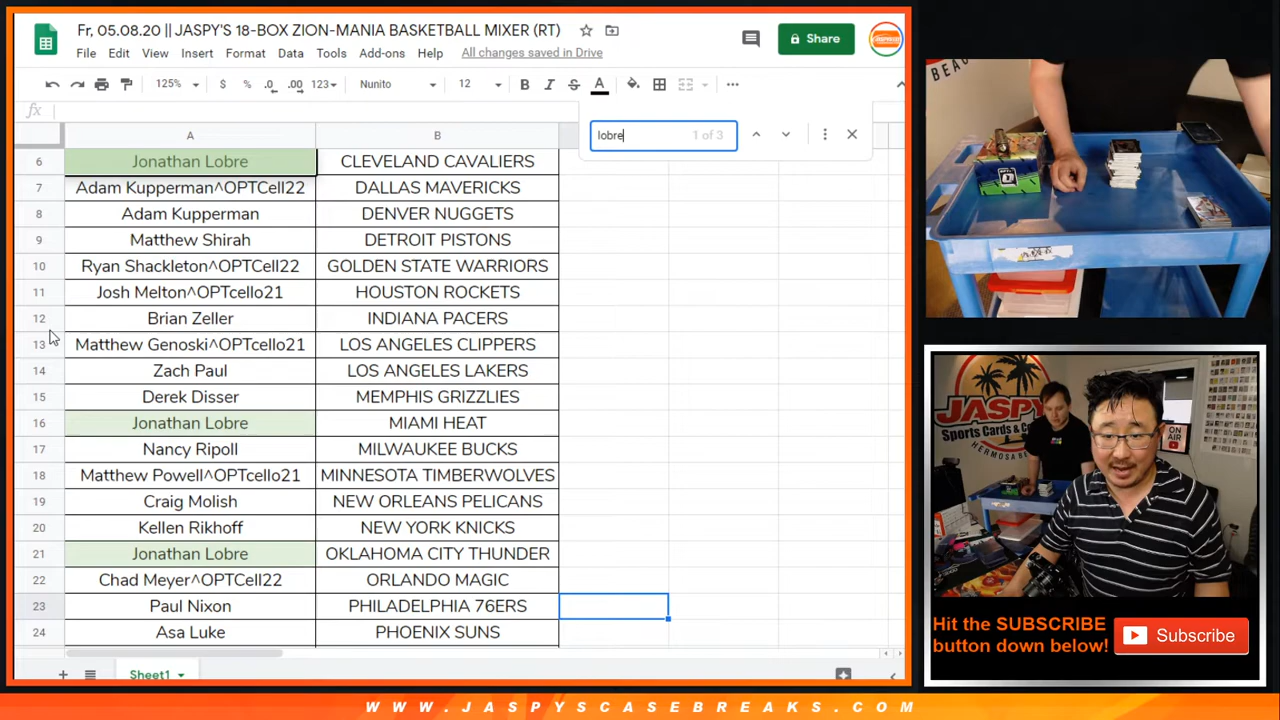 Fr, 05.08.20 || JASPY'S 18-BOX ZION-MANIA BASKETBALL MIXER (RT)
File Edit View Insert Format Data Tools Add-ons Help All changes saved in Drive
Share
125% $ % .0 .00 123 Nunito 12 B I S A
fx
lobre 1 of 3
A B
6 Jonathan Lobre CLEVELAND CAVALIERS
7 Adam Kupperman^OPTCell22 DALLAS MAVERICKS
8 Adam Kupperman DENVER NUGGETS
9 Matthew Shirah DETROIT PISTONS
10 Ryan Shackleton^OPTCell22 GOLDEN STATE WARRIORS
11 Josh Melton^OPTcello21 HOUSTON ROCKETS
12 Brian Zeller INDIANA PACERS
13 Matthew Genoski^OPTcello21 LOS ANGELES CLIPPERS
14 Zach Paul LOS ANGELES LAKERS
15 Derek Disser MEMPHIS GRIZZLIES
16 Jonathan Lobre MIAMI HEAT
17 Nancy Ripoll MILWAUKEE BUCKS
18 Matthew Powell^OPTcello21 MINNESOTA TIMBERWOLVES
19 Craig Molish NEW ORLEANS PELICANS
20 Kellen Rikhoff NEW YORK KNICKS
21 Jonathan Lobre OKLAHOMA CITY THUNDER
22 Chad Meyer^OPTCell22 ORLANDO MAGIC
23 Paul Nixon PHILADELPHIA 76ERS
24 Asa Luke PHOENIX SUNS
Sheet1
BEA
JASPY
Sports Cards & Co
HERMOSA BE
ON AIR
Hit the SUBSCRIBE
button down below!
Subscribe
WWW.JASPYSCASEBREAKS.COM